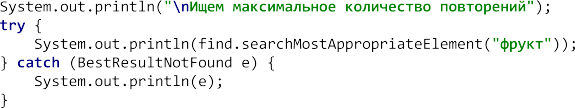 System.out.println("\nИщем максимальное количество повторений");
try {
    System.out.println(find.searchMostAppropriateElement("фрукт"));
} catch (BestResultNotFound e) {
    System.out.println(e);
}